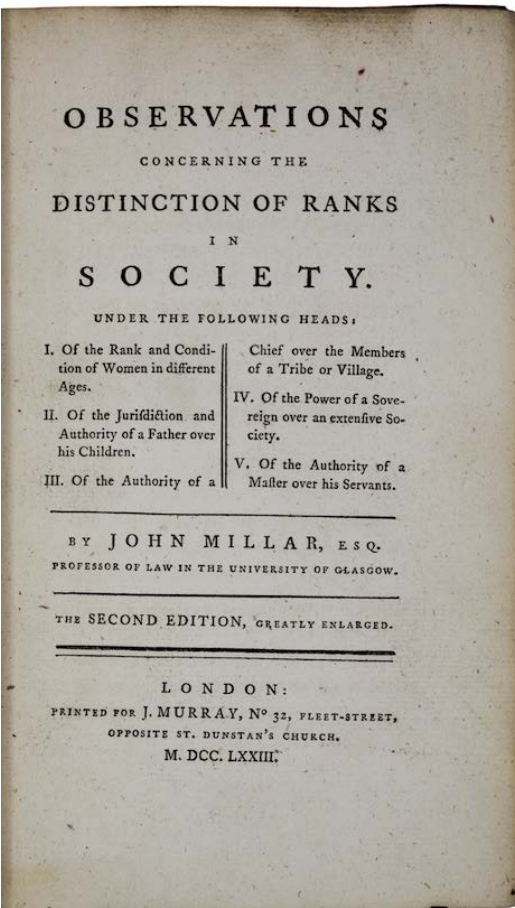 OBSERVATIONS
CONCERNING THE
DISTINCTION OF RANKS
IN
SOCIETY.
UNDER THE FOLLOWING HEADS:
I. Of the Rank and Condi-
tion of Women in different
Ages.
II. Of the Juriſdiction and
Authority of a Father over
his Children.
III. Of the Authority of a
Chief over the Members
of a Tribe or Village.
IV. Of the Power of a Sove-
reign over an extenſive So-
ciety.
V. Of the Authority of a
Maſter over his Servants.
BY JOHN MILLAR, ESQ.
PROFESSOR OF LAW IN THE UNIVERSITY OF GLASGOW.
THE SECOND EDITION, GREATLY ENLARGED.
LONDON:
PRINTED FOR J. MURRAY, Nº 32, FLEET-STREET,
OPPOSITE ST. DUNSTAN'S CHURCH.
M. DCC. LXXIII.